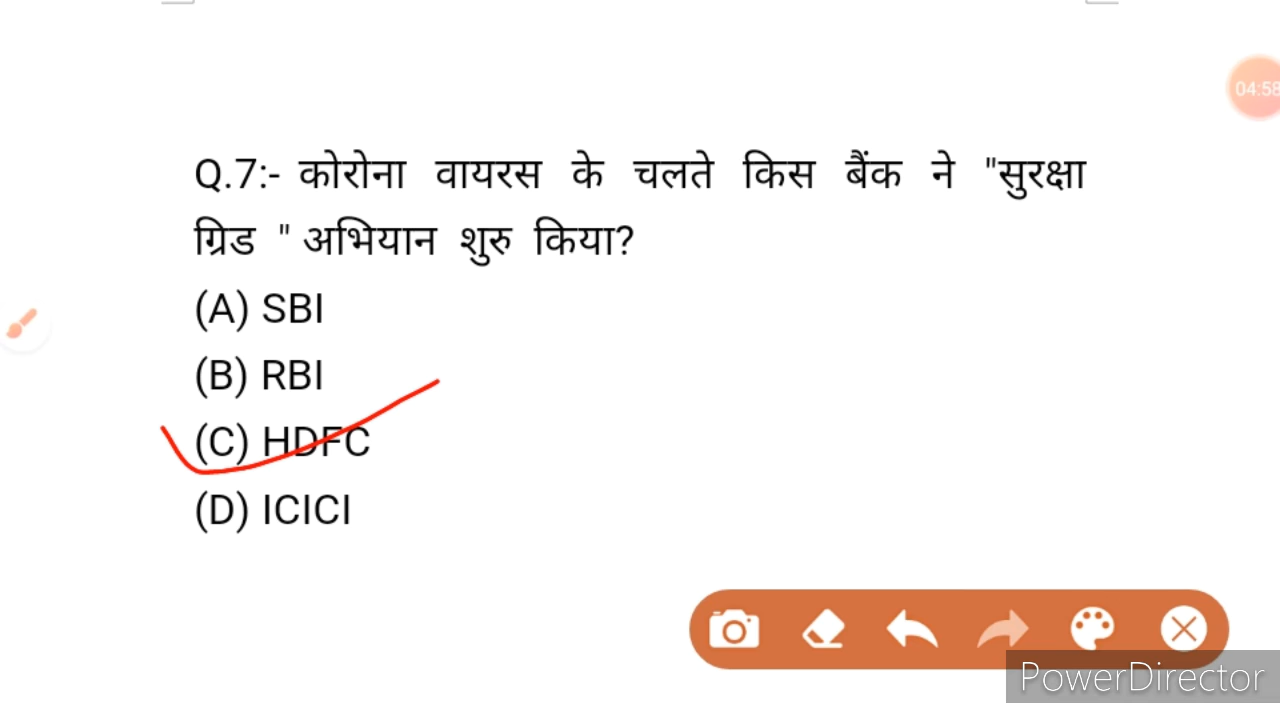 04:58
Q.7:- कोरोना वायरस के चलते किस बैंक ने "सुरक्षा
ग्रिड " अभियान शुरु किया?
(A) SBI
(B) RBI
(C) HDFC
(D) ICICI
PowerDirector